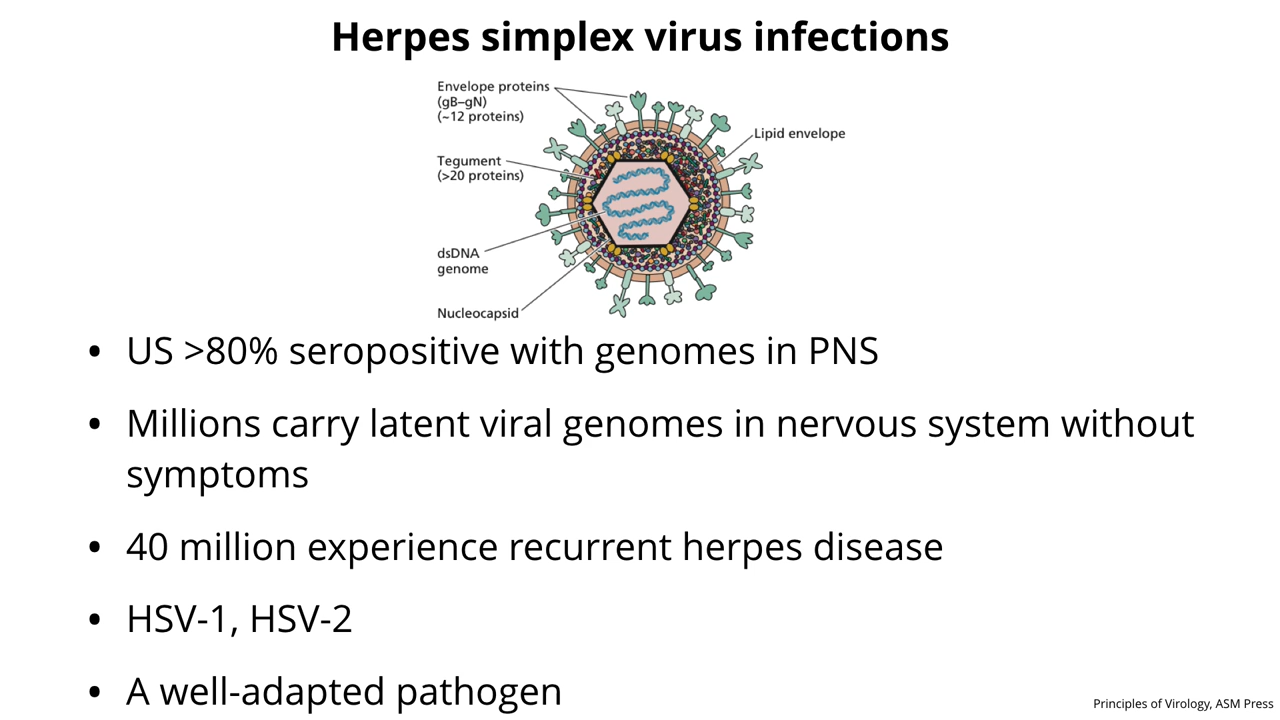 Herpes simplex virus infections
Envelope proteins
(gB–gN)
(~12 proteins)
Lipid envelope
Tegument
(>20 proteins)
dsDNA
genome
Nucleocapsid
• US >80% seropositive with genomes in PNS
• Millions carry latent viral genomes in nervous system without
symptoms
• 40 million experience recurrent herpes disease
• HSV-1, HSV-2
• A well-adapted pathogen
Principles of Virology, ASM Press